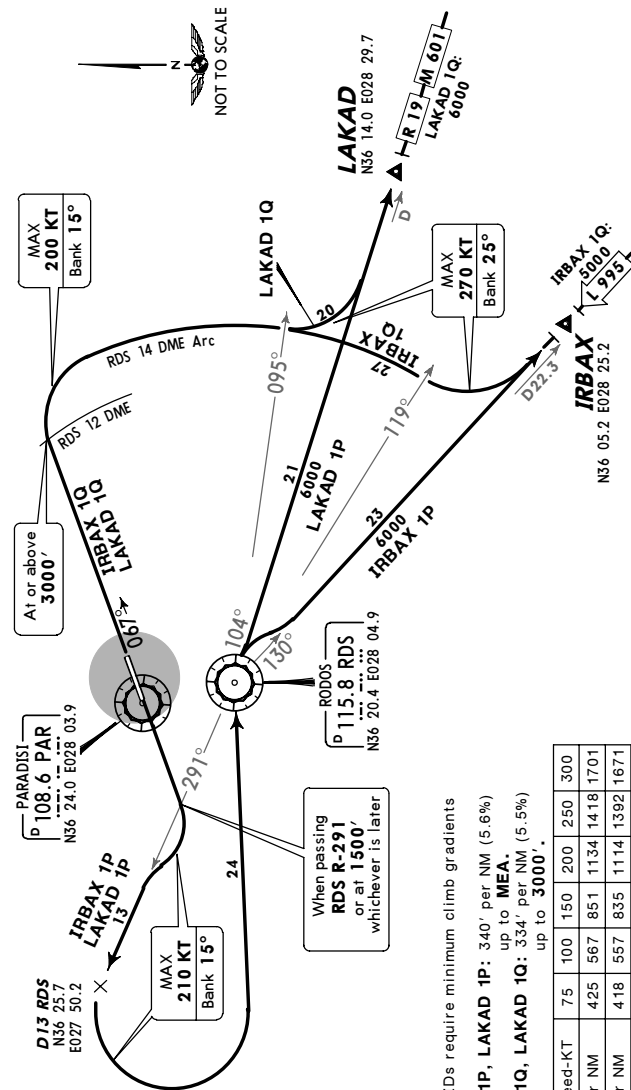 NOT TO SCALE
N
MAX
200 KT
Bank 15°
LAKAD
N36 14.0 E028 29.7
R 19
M 601
LAKAD 1Q:
6000
D
LAKAD 1Q
RDS 14 DME Arc
RDS 12 DME
At or above
3000'
IRBAX 1Q
LAKAD 1Q
067°
095°
20
MAX
270 KT
Bank 25°
IRBAX
1Q
27
119°
IRBAX 1Q:
5000
L 995
D22.3
IRBAX
N36 05.2 E028 25.2
21
6000
LAKAD 1P
23
6000
IRBAX 1P
104°
130°
PARADISI
D 108.6 PAR
N36 24.0 E028 03.9
RODOS
D 115.8 RDS
N36 20.4 E028 04.9
291°
When passing
RDS R-291
or at 1500'
whichever is later
IRBAX 1P
LAKAD 1P
13
24
D13 RDS
N36 25.7
E027 50.2
MAX
210 KT
Bank 15°
Ds require minimum climb gradients
1P, LAKAD 1P: 340' per NM (5.6%)
up to MEA.
1Q, LAKAD 1Q: 334' per NM (5.5%)
up to 3000'.
eed-KT 75 100 150 200 250 300
r NM 425 567 851 1134 1418 1701
r NM 418 557 835 1114 1392 1671